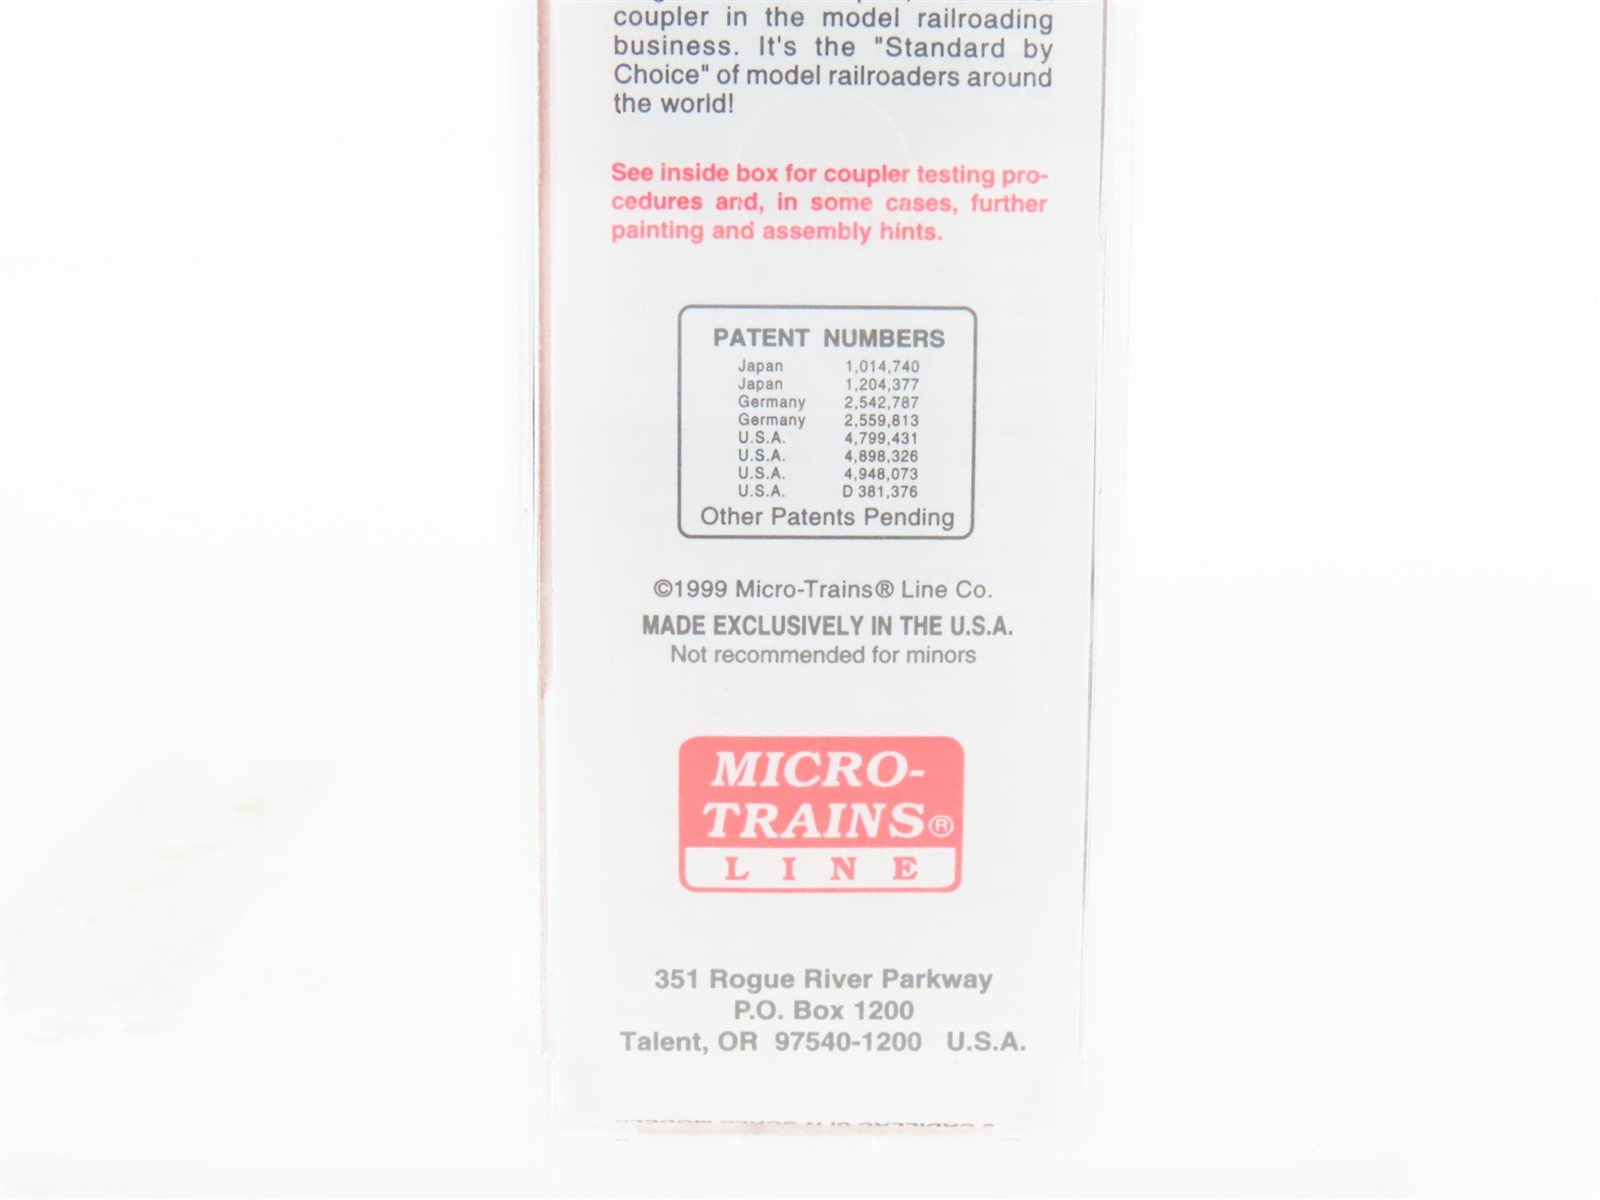 coupler in the model railroading
business. It's the "Standard by
Choice" of model railroaders around
the world!
See inside box for coupler testing pro-
cedures and, in some cases, further
painting and assembly hints.
PATENT NUMBERS
Japan 1,014,740
Japan 1,204,377
Germany 2,542,787
Germany 2,559,813
U.S.A. 4,799,431
U.S.A. 4,898,326
U.S.A. 4,948,073
U.S.A. D 381,376
Other Patents Pending
©1999 Micro-Trains® Line Co.
MADE EXCLUSIVELY IN THE U.S.A.
Not recommended for minors
MICRO-
TRAINS®
LINE
351 Rogue River Parkway
P.O. Box 1200
Talent, OR 97540-1200 U.S.A.